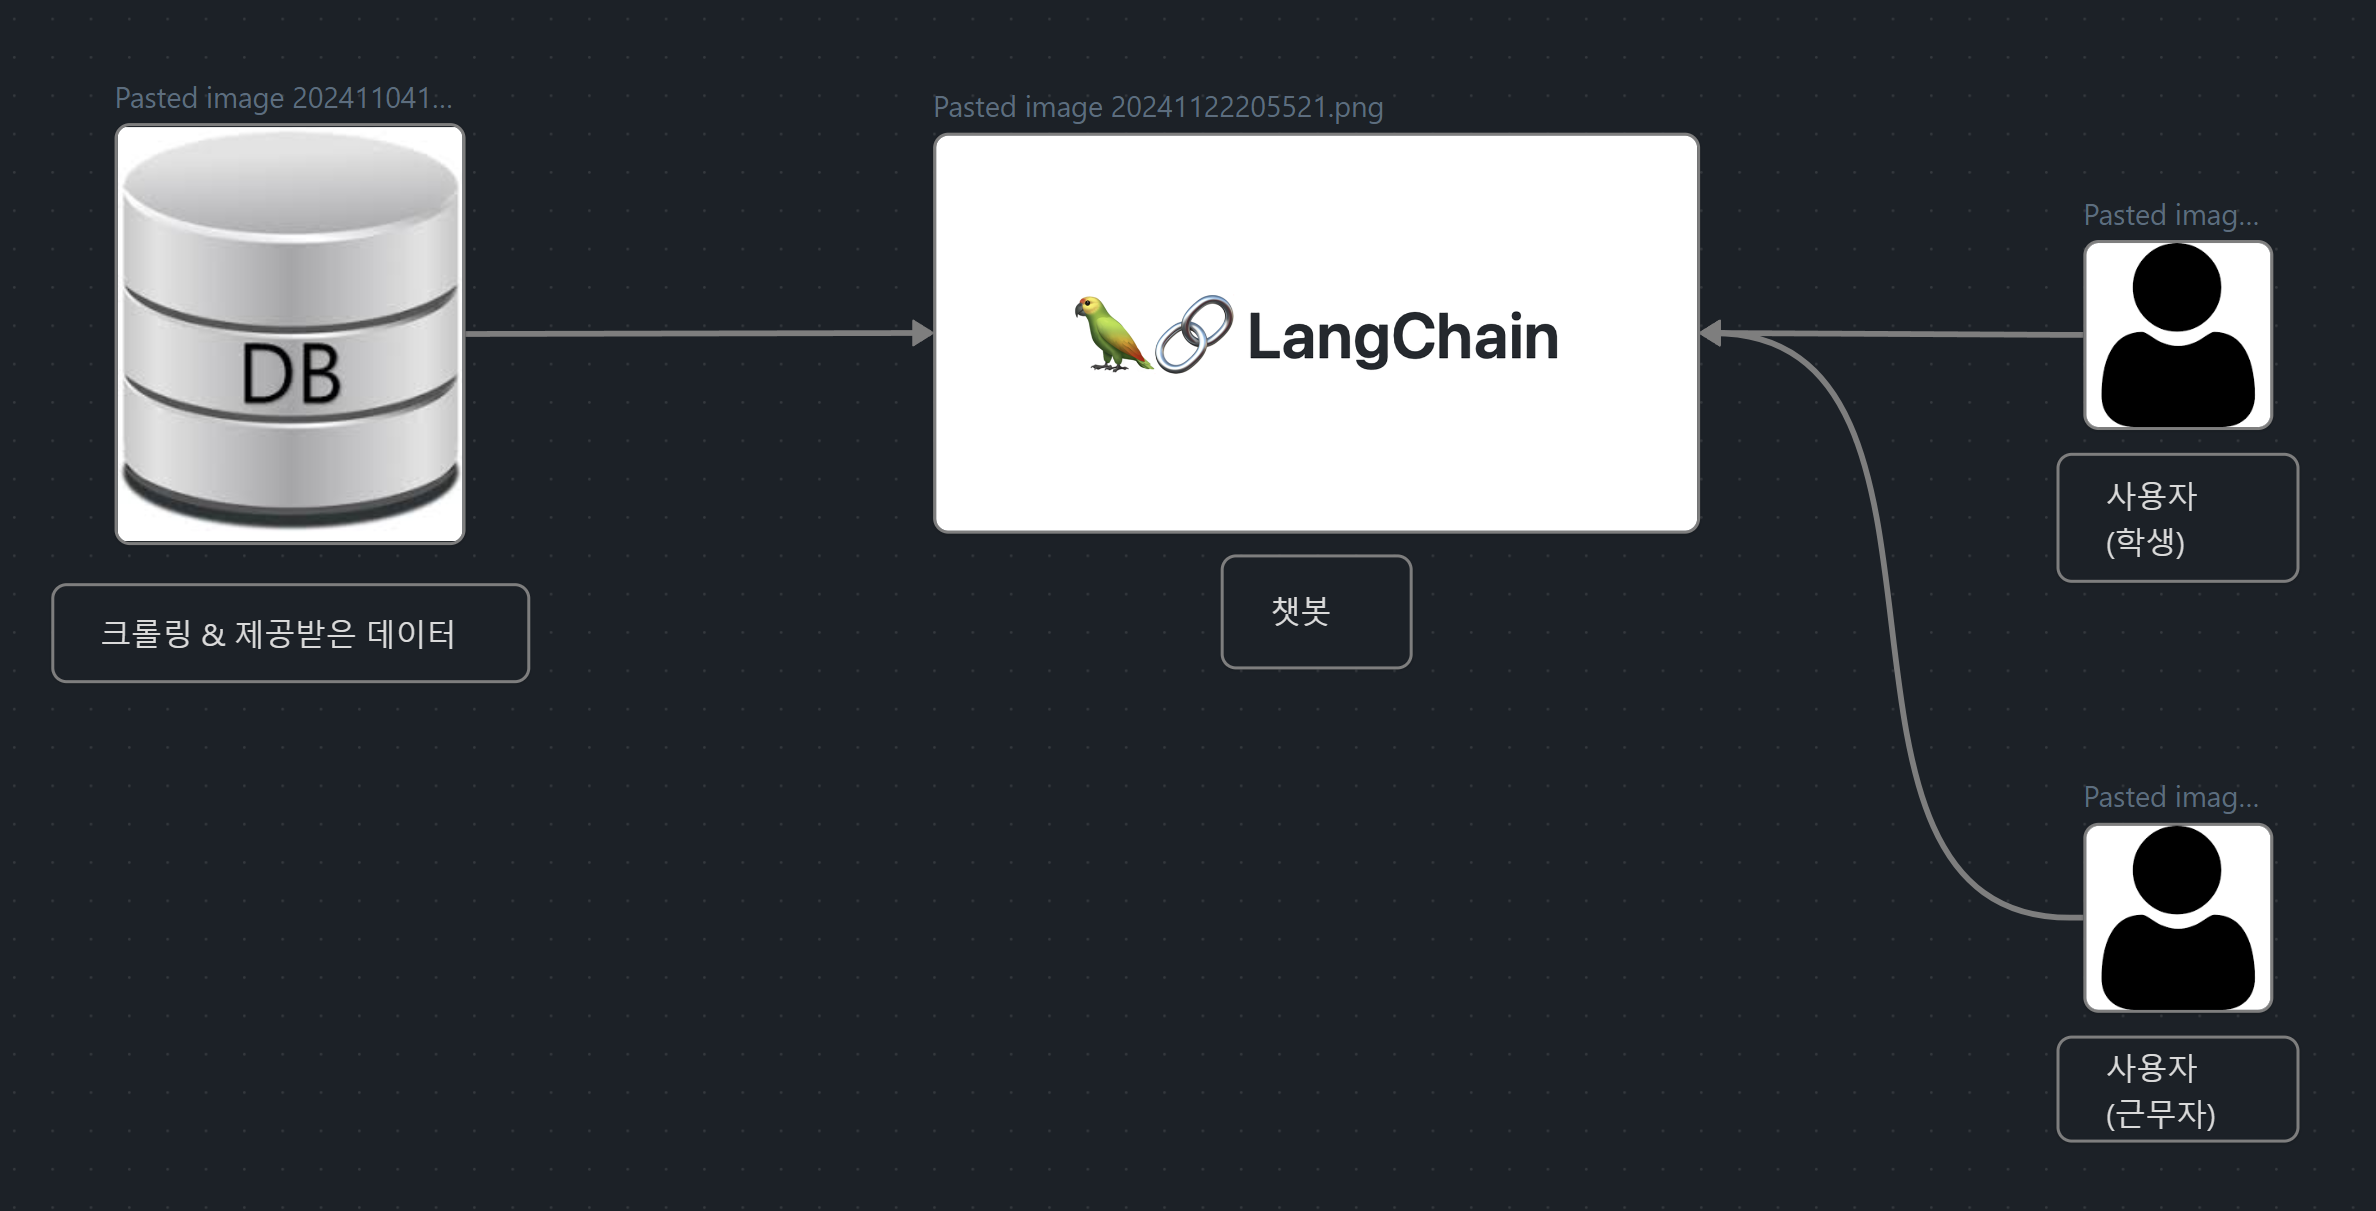 Pasted image 202411041...
DB
크롤링 & 제공받은 데이터
Pasted image 20241122205521.png
LangChain
챗봇
Pasted imag...
사용자
(학생)
Pasted imag...
사용자
(근무자)